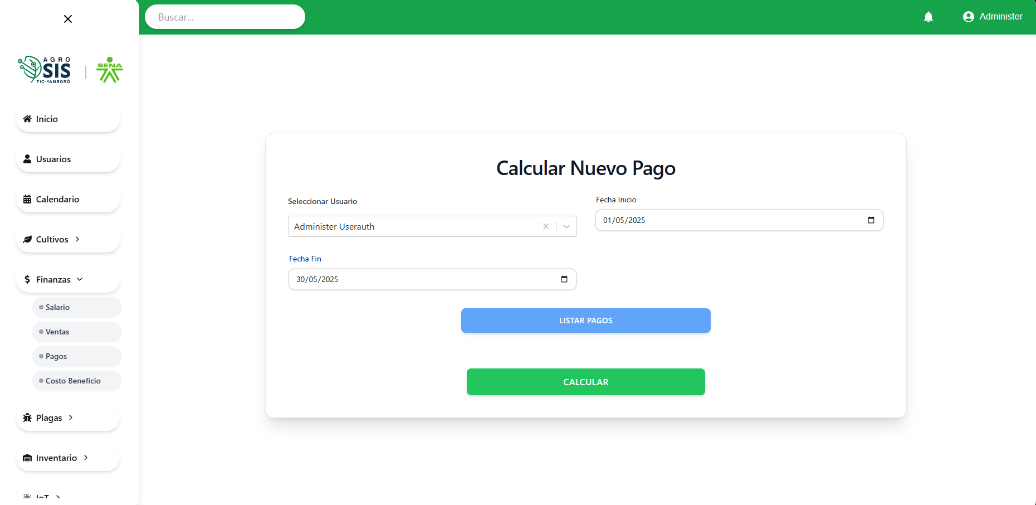 Buscar...
Administer
AGRO
SIS
TIC-YAMBORÓ
SENA
Inicio
Usuarios
Calendario
Cultivos
Finanzas
Salario
Ventas
Pagos
Costo Beneficio
Plagas
Inventario
IoT
Calcular Nuevo Pago
Seleccionar Usuario
Administer Userauth
Fecha Inicio
01/05/2025
Fecha Fin
30/05/2025
LISTAR PAGOS
CALCULAR